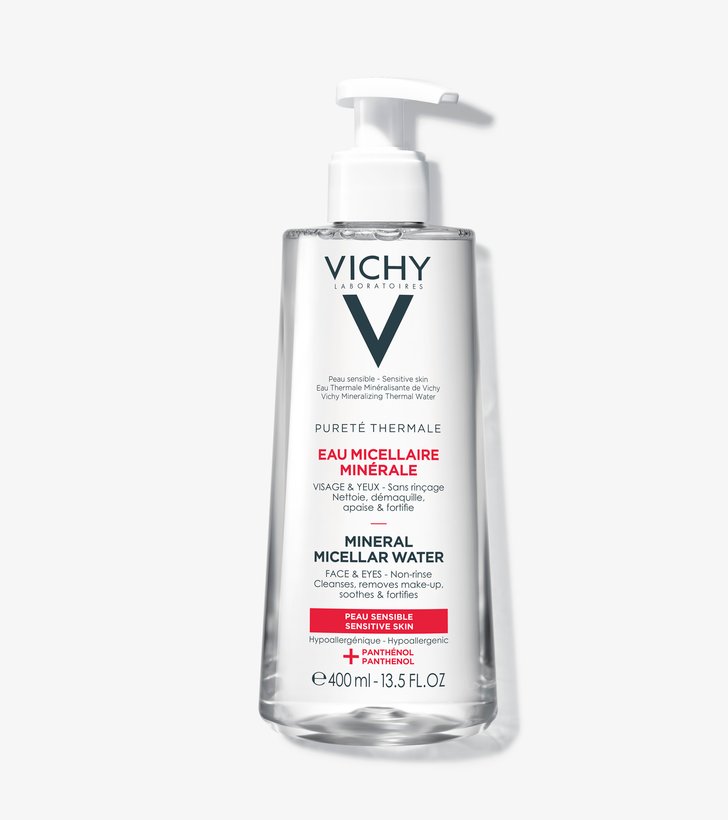 VICHY
LABORATOIRES
V
Peau sensible - Sensitive skin
Eau Thermale Minéralisante de Vichy
Vichy Mineralizing Thermal Water
PURETÉ THERMALE
EAU MICELLAIRE
MINÉRALE
VISAGE & YEUX - Sans rinçage
Nettoie, démaquille,
apaise & fortifie
MINERAL
MICELLAR WATER
FACE & EYES - Non-rinse
Cleanses, removes make-up,
soothes & fortifies
PEAU SENSIBLE
SENSITIVE SKIN
Hypoallergénique - Hypoallergenic
+ PANTHÉNOL
PANTHENOL
℮400 ml - 13.5 FL.OZ